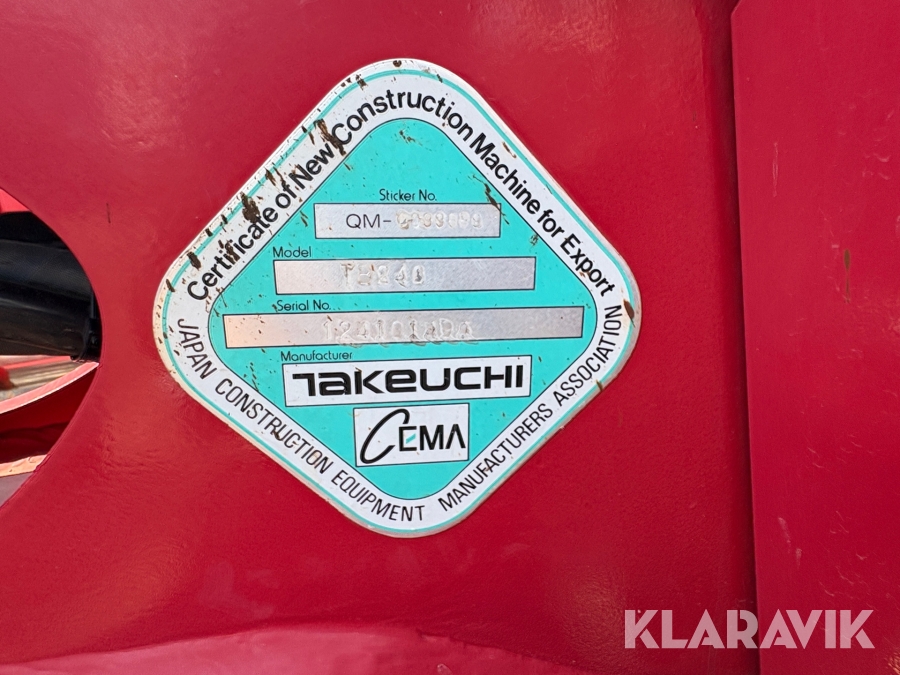 Certificate of New Construction Machine for Export
Sticker No.
QM-
Model
Serial No.
Manufacturer
TAKEUCHI
CEMA
JAPAN CONSTRUCTION EQUIPMENT MANUFACTURERS ASSOCIATION
KLARAVIK